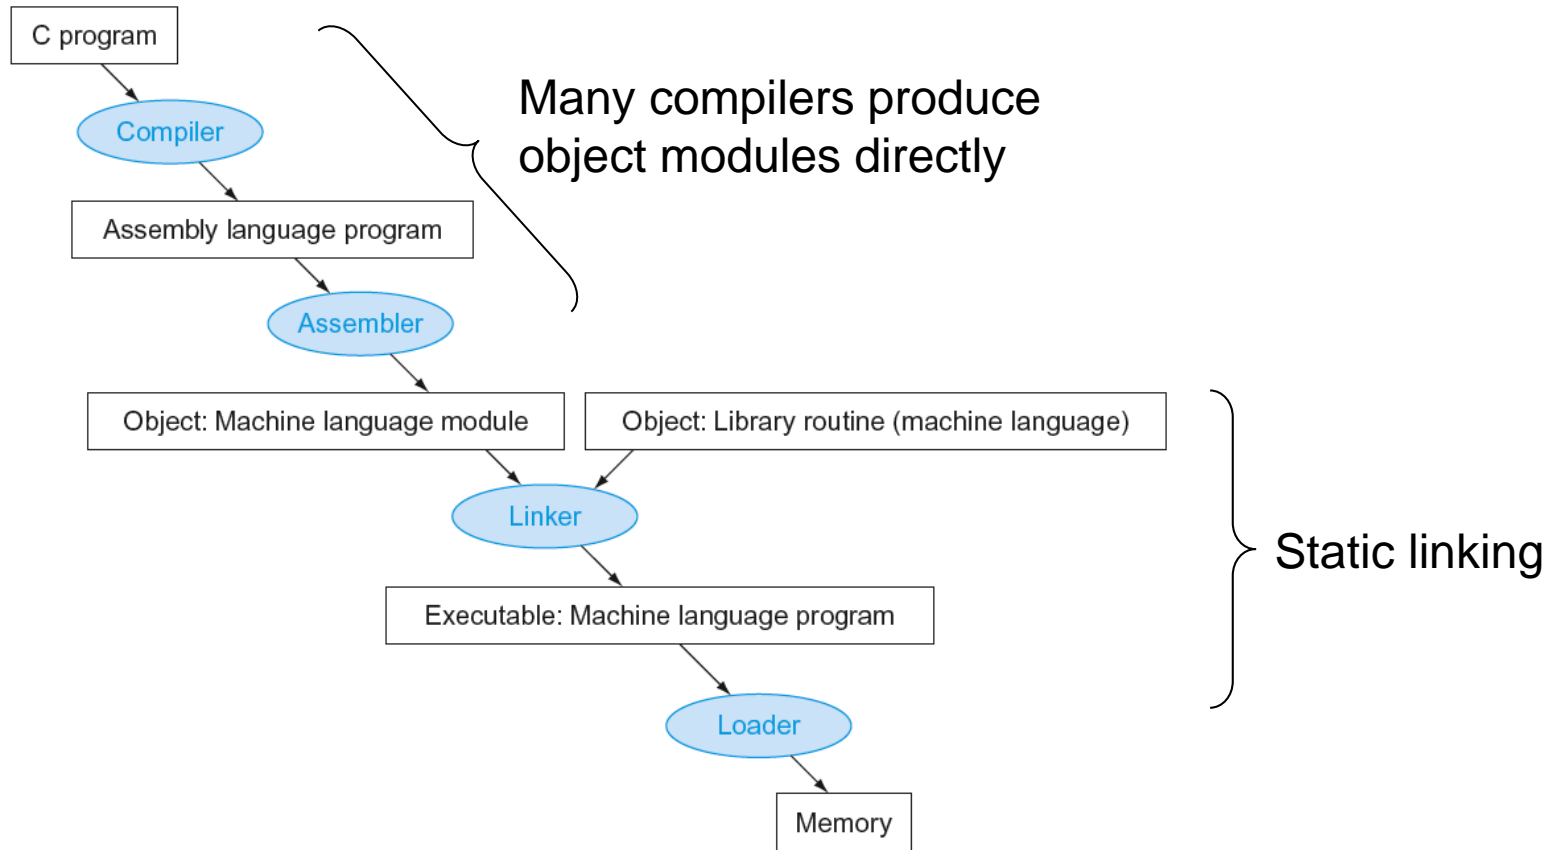 C program
Many compilers produce
object modules directly
Compiler
Assembly language program
Assembler
Object: Machine language module
Object: Library routine (machine language)
Linker
Static linking
Executable: Machine language program
Loader
Memory